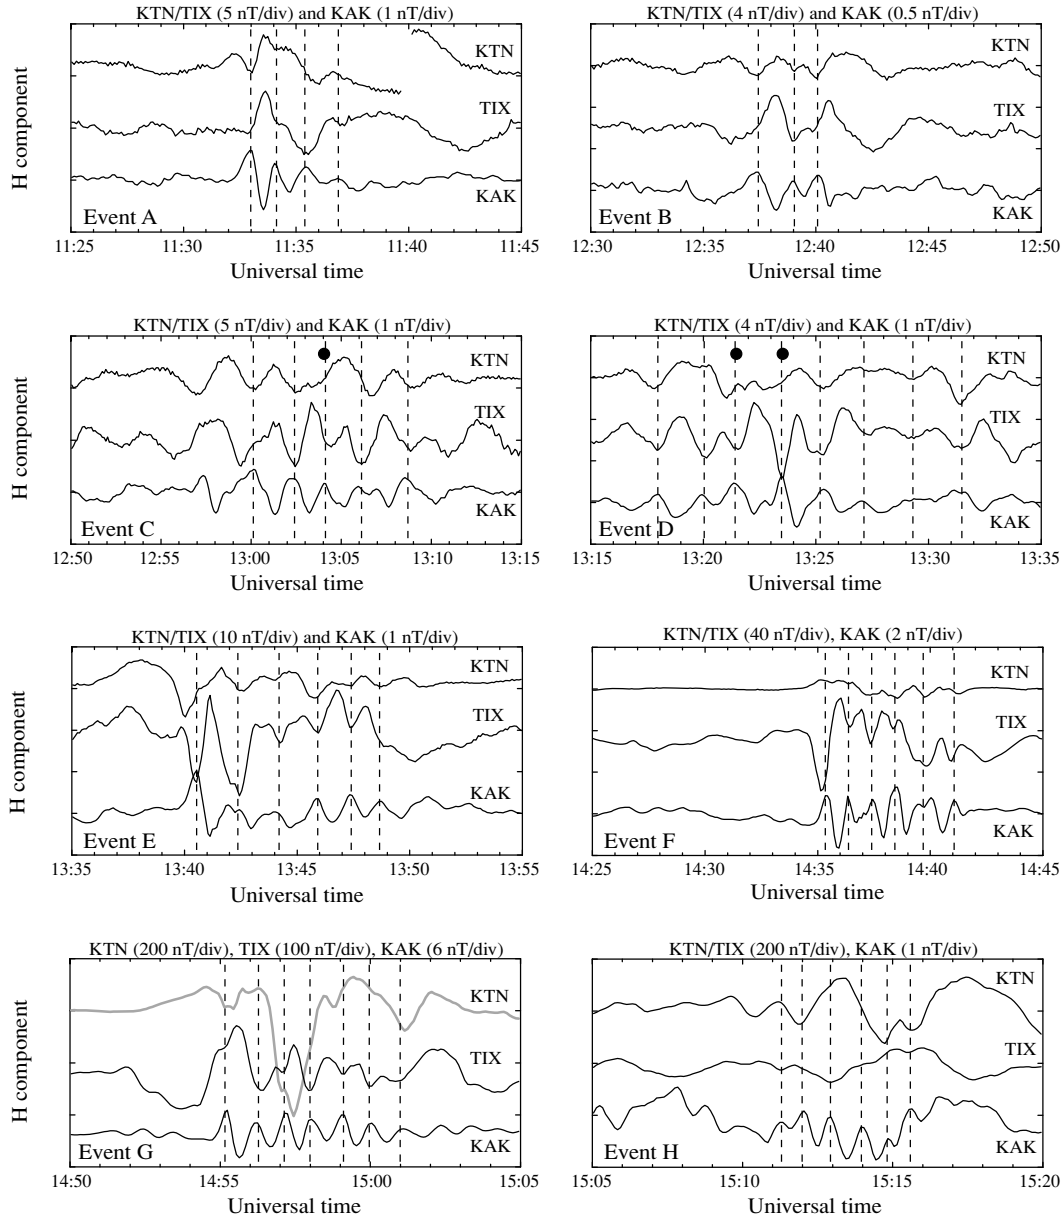 KTN/TIX (5 nT/div) and KAK (1 nT/div)
H component
KTN
TIX
KAK
Event A
11:25 11:30 11:35 11:40 11:45
Universal time
KTN/TIX (4 nT/div) and KAK (0.5 nT/div)
KTN
TIX
KAK
Event B
12:30 12:35 12:40 12:45 12:50
Universal time
KTN/TIX (5 nT/div) and KAK (1 nT/div)
H component
KTN
TIX
KAK
Event C
12:50 12:55 13:00 13:05 13:10 13:15
Universal time
KTN/TIX (4 nT/div) and KAK (1 nT/div)
KTN
TIX
KAK
Event D
13:15 13:20 13:25 13:30 13:35
Universal time
KTN/TIX (10 nT/div) and KAK (1 nT/div)
H component
KTN
TIX
KAK
Event E
13:35 13:40 13:45 13:50 13:55
Universal time
KTN/TIX (40 nT/div), KAK (2 nT/div)
KTN
TIX
KAK
Event F
14:25 14:30 14:35 14:40 14:45
Universal time
KTN (200 nT/div), TIX (100 nT/div), KAK (6 nT/div)
H component
KTN
TIX
KAK
Event G
14:50 14:55 15:00 15:05
Universal time
KTN/TIX (200 nT/div), KAK (1 nT/div)
KTN
TIX
KAK
Event H
15:05 15:10 15:15 15:20
Universal time